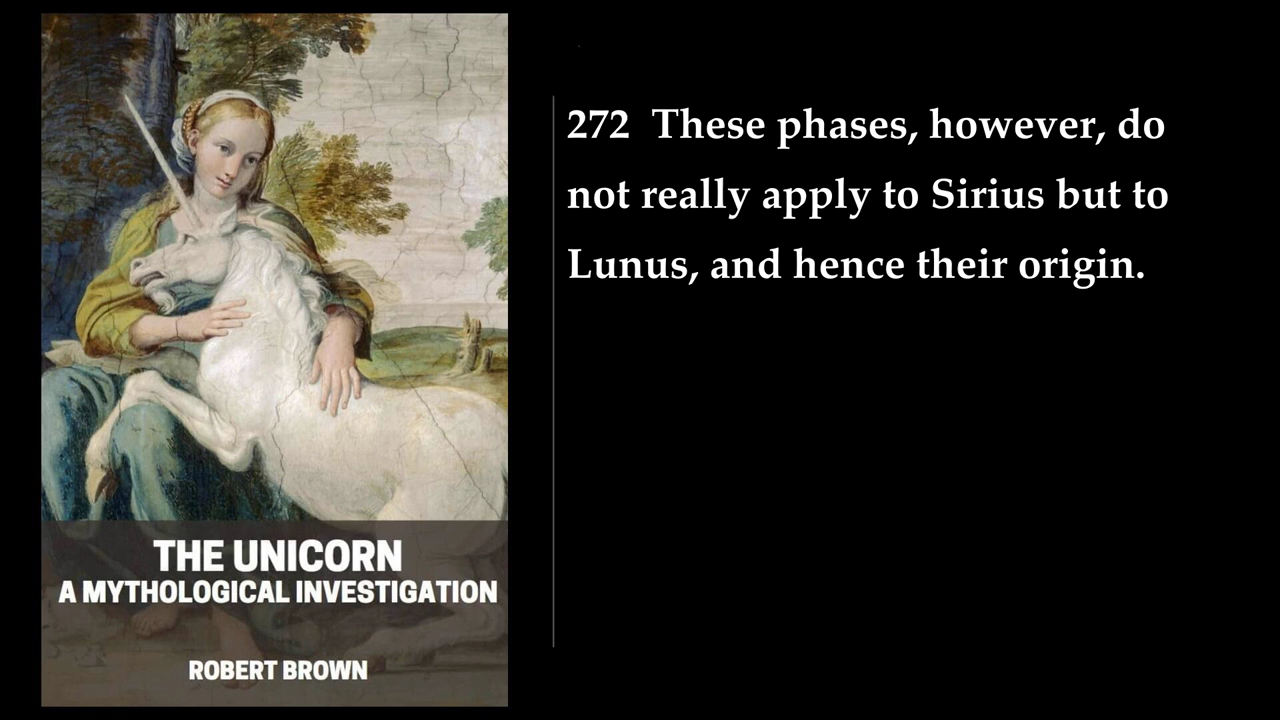 THE UNICORN
A MYTHOLOGICAL INVESTIGATION
ROBERT BROWN
272 These phases, however, do
not really apply to Sirius but to
Lunus, and hence their origin.